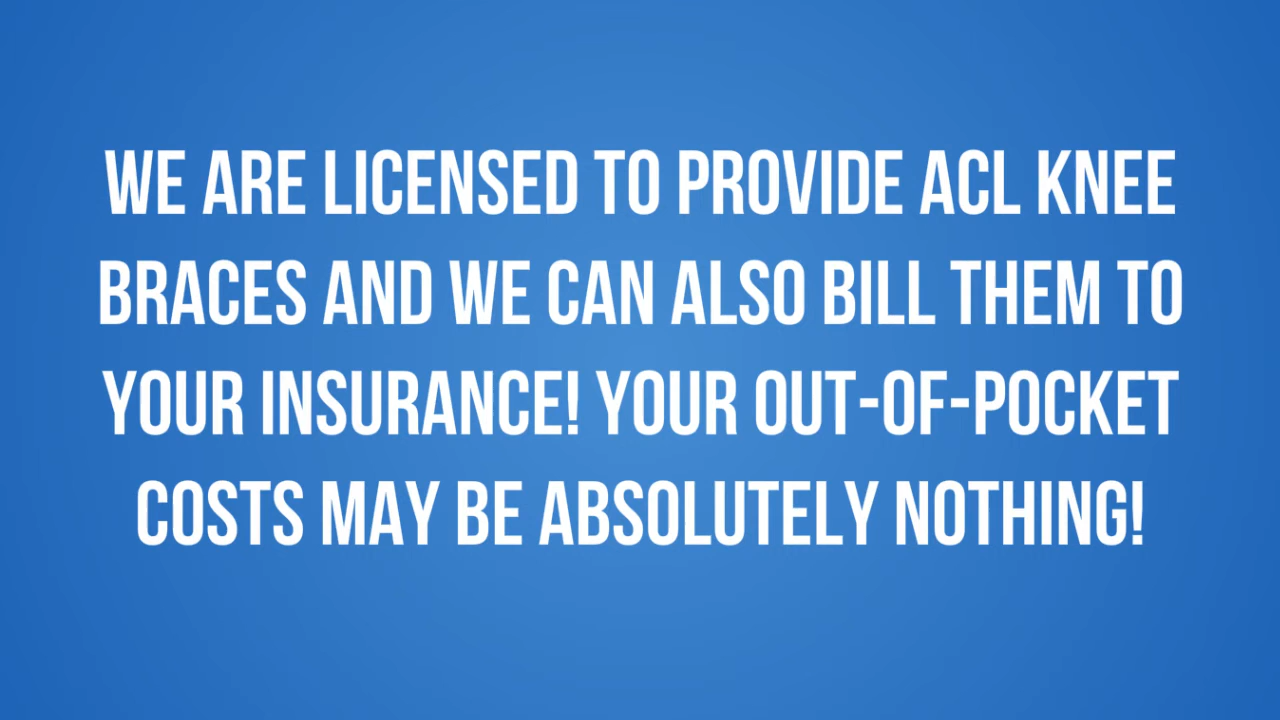 WE ARE LICENSED TO PROVIDE ACL KNEE
BRACES AND WE CAN ALSO BILL THEM TO
YOUR INSURANCE! YOUR OUT-OF-POCKET
COSTS MAY BE ABSOLUTELY NOTHING!